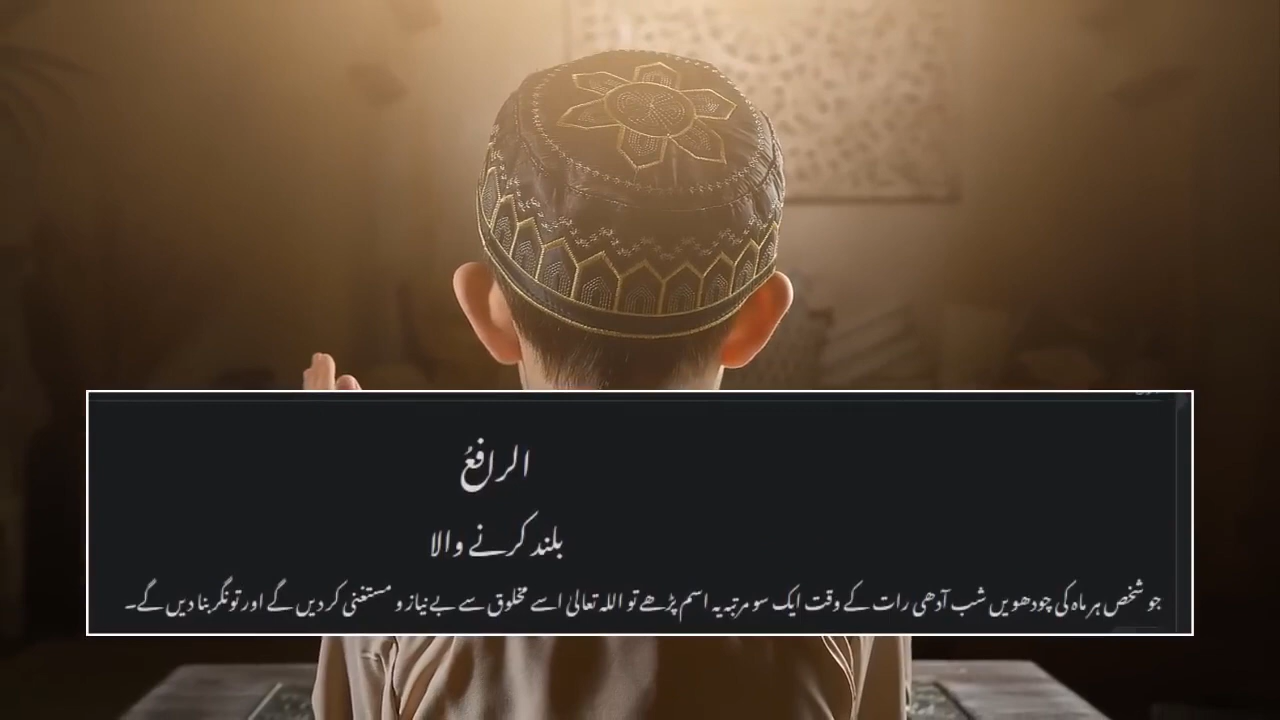 الرافعُ
بلند کرنے والا
جو شخص ہر ماہ کی چودھویں شب آدھی رات کے وقت ایک سو مرتبہ یہ اسم پڑھے تو اللہ تعالیٰ اسے مخلوق سے بے نیاز و مستغنی کر دیں گے اور تونگر بنا دیں گے۔